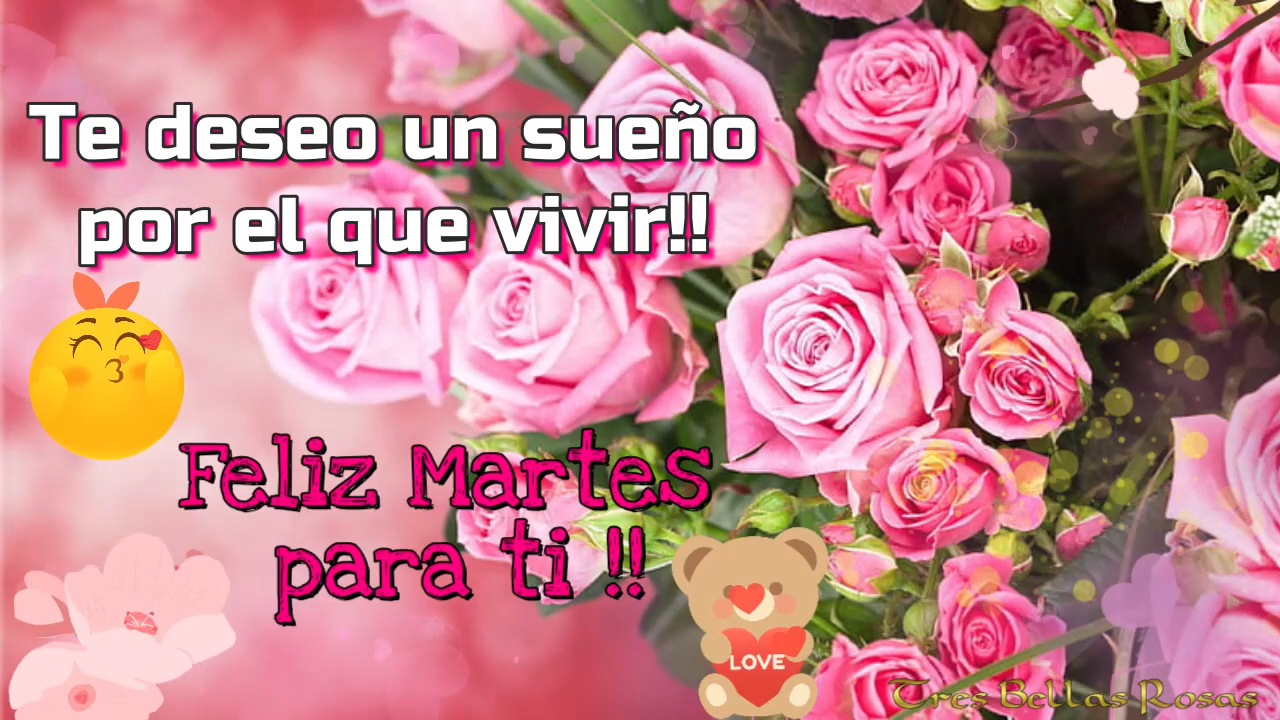 Te deseo un sueño
por el que vivir!!
Feliz Martes
para ti !!
LOVE
Tres Bellas Rosas